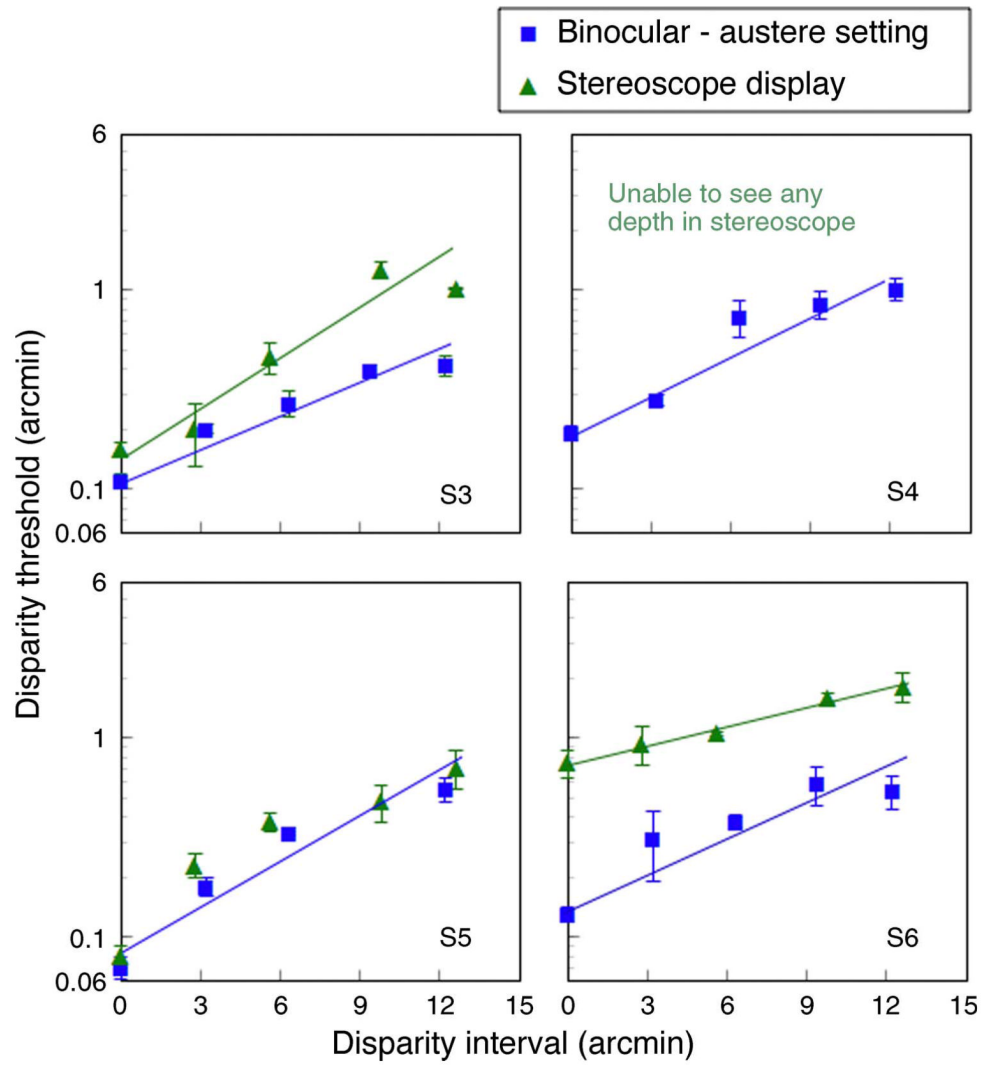 Binocular - austere setting
Stereoscope display
Disparity threshold (arcmin)
6
1
0.1
0.06
S3
Unable to see any
depth in stereoscope
S4
6
1
0.1
0.06
0 3 6 9 12 15
S5
0 3 6 9 12 15
S6
Disparity interval (arcmin)